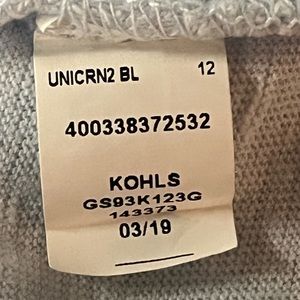 UNICRN2 BL 12
400338372532
KOHLS
GS93K123G
143373
03/19